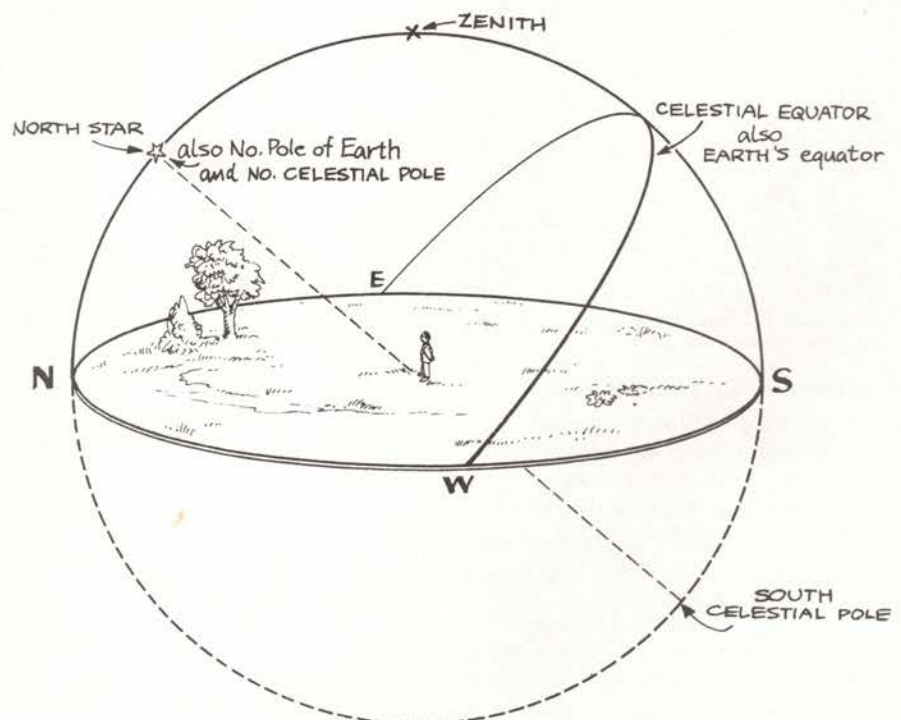 ZENITH
NORTH STAR
also No. Pole of Earth
and NO. CELESTIAL POLE
CELESTIAL EQUATOR
also
EARTH'S equator
E
N
S
W
SOUTH
CELESTIAL POLE